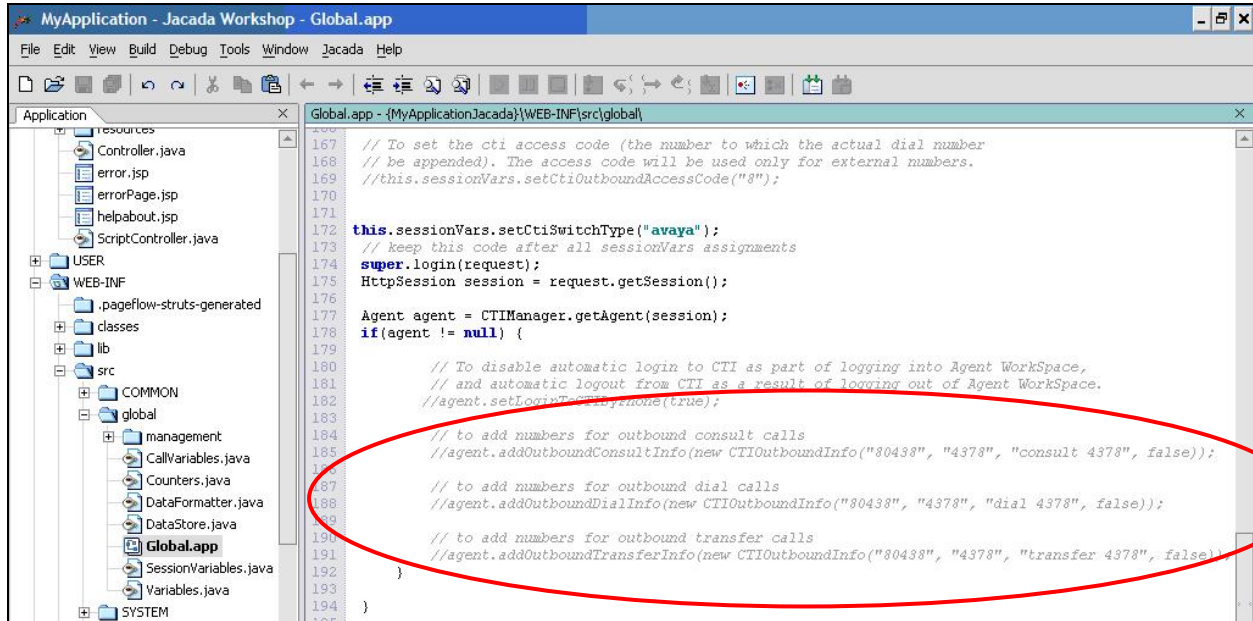 MyApplication - Jacada Workshop - Global.app
File Edit View Build Debug Tools Window Jacada Help
Application
Global.app - {MyApplicationJacada}\WEB-INF\src\global\
resources
Controller.java
error.jsp
errorPage.jsp
helpabout.jsp
ScriptController.java
USER
WEB-INF
.pageflow-struts-generated
classes
lib
src
COMMON
global
management
CallVariables.java
Counters.java
DataFormatter.java
DataStore.java
Global.app
SessionVariables.java
Variables.java
SYSTEM
166
167 // To set the cti access code (the number to which the actual dial number
168 // be appended). The access code will be used only for external numbers.
169 //this.sessionVars.setCtiOutboundAccessCode("8");
170
171
172 this.sessionVars.setCtiSwitchType("avaya");
173 // keep this code after all sessionVars assignments
174 super.login(request);
175 HttpSession session = request.getSession();
176
177 Agent agent = CTIManager.getAgent(session);
178 if(agent != null) {
179
180 // To disable automatic login to CTI as part of logging into Agent WorkSpace,
181 // and automatic logout from CTI as a result of logging out of Agent WorkSpace.
182 //agent.setLoginToCTIByPhone(true);
183
184 // to add numbers for outbound consult calls
185 //agent.addOutboundConsultInfo(new CTIOutboundInfo("80438", "4378", "consult 4378", false));
186
187 // to add numbers for outbound dial calls
188 //agent.addOutboundDialInfo(new CTIOutboundInfo("80438", "4378", "dial 4378", false));
189
190 // to add numbers for outbound transfer calls
191 //agent.addOutboundTransferInfo(new CTIOutboundInfo("80438", "4378", "transfer 4378", false));
192 }
193
194 }